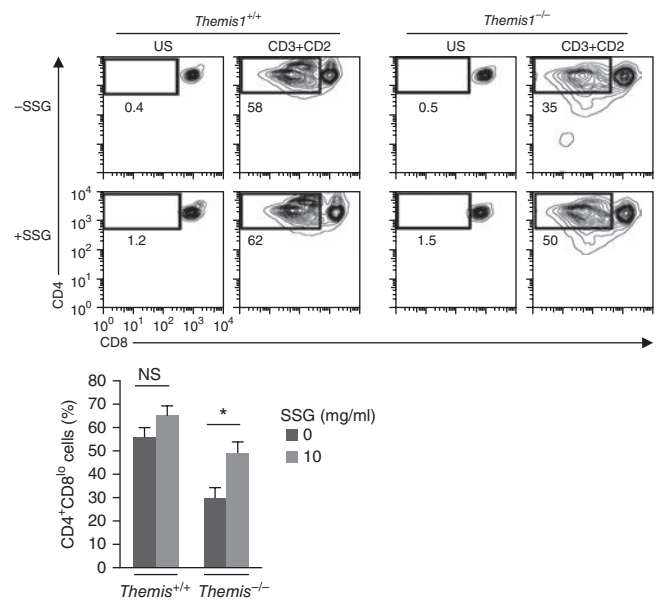 Themis1+/+ Themis1−/−
US CD3+CD2 US CD3+CD2
–SSG
0.4 58 0.5 35
+SSG
1.2 62 1.5 50
CD4
10^4
10^3
10^2
10^1
10^0
10^0 10^1 10^2 10^3 10^4
CD8
NS
*
SSG (mg/ml)
0
10
CD4+CD8lo cells (%)
80
70
60
50
40
30
20
10
0
Themis+/+ Themis−/−